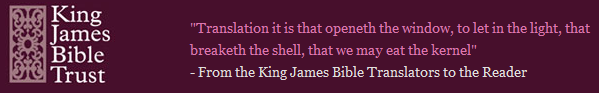 King
James
Bible
Trust
"Translation it is that openeth the window, to let in the light, that
breaketh the shell, that we may eat the kernel"
- From the King James Bible Translators to the Reader